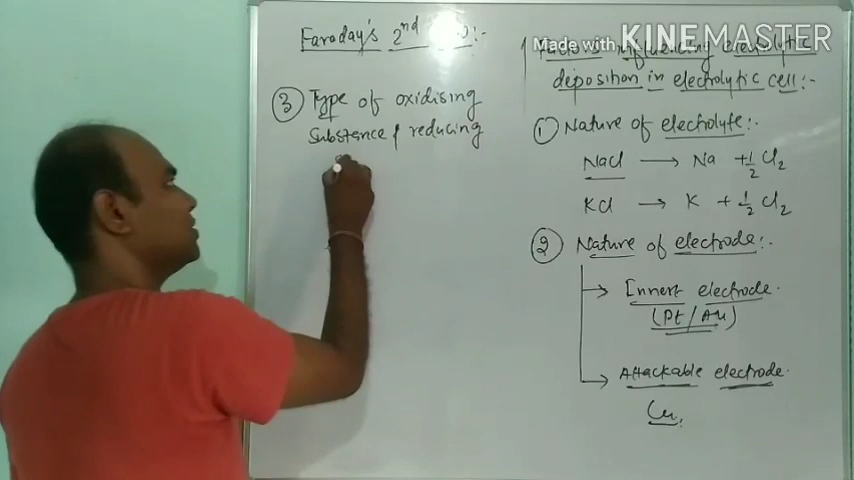 Faraday's 2nd
③ Type of oxidising
Substance & reducing
s
Made with KINEMASTER
influencing electrolytic
deposition in electrolytic cell:-
① Nature of electrolyte:-
NaCl → Na + 1/2 Cl2
KCl → K + 1/2 Cl2
② Nature of electrode:-
→ Innert electrode.
(Pt / Au)
→ Attackable electrode.
Cu.